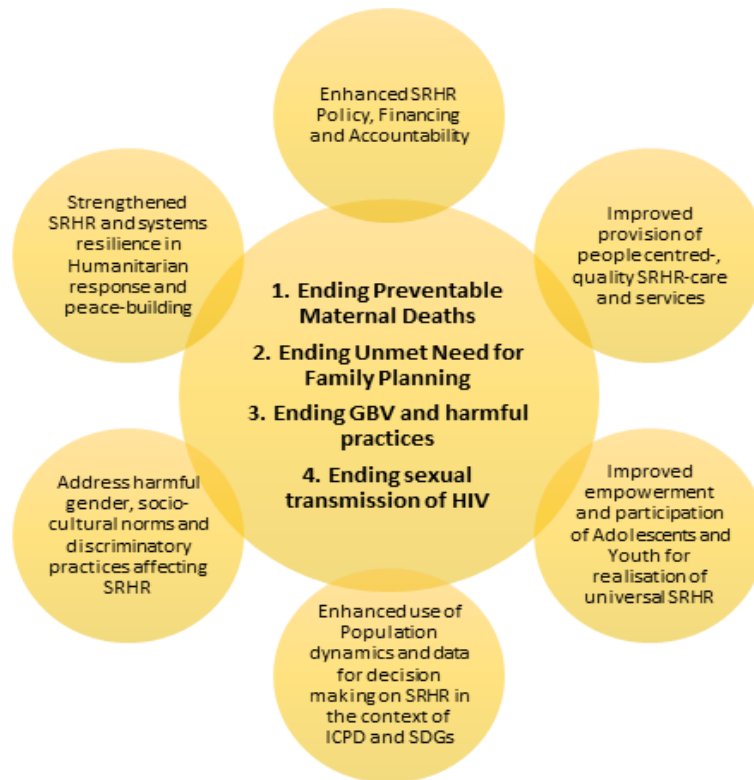 Enhanced SRHR
Policy, Financing
and Accountability
Improved
provision of
people centred-,
quality SRHR-care
and services
Improved
empowerment
and participation
of Adolescents and
Youth for
realisation of
universal SRHR
Enhanced use of
Population
dynamics and data
for decision
making on SRHR in
the context of
ICPD and SDGs
Address harmful
gender, socio-
cultural norms and
discriminatory
practices affecting
SRHR
Strengthened
SRHR and systems
resilience in
Humanitarian
response and
peace-building
1. Ending Preventable
Maternal Deaths
2. Ending Unmet Need for
Family Planning
3. Ending GBV and harmful
practices
4. Ending sexual
transmission of HIV